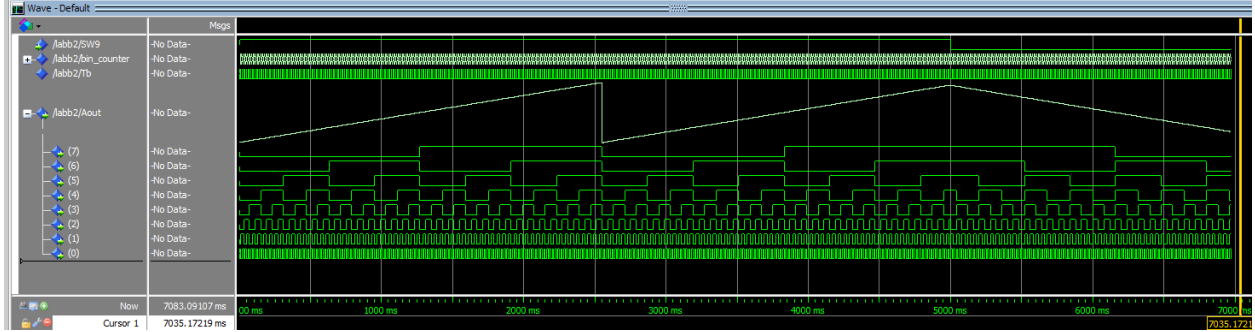 Wave - Default
Msgs
/labb2/SW9 -No Data-
/labb2/bin_counter -No Data-
/labb2/Tb -No Data-
/labb2/Aout -No Data-
(7) -No Data-
(6) -No Data-
(5) -No Data-
(4) -No Data-
(3) -No Data-
(2) -No Data-
(1) -No Data-
(0) -No Data-
Now 7083.09107 ms 00 ms 1000 ms 2000 ms 3000 ms 4000 ms 5000 ms 6000 ms 7000
Cursor 1 7035.17219 ms 7035.1721